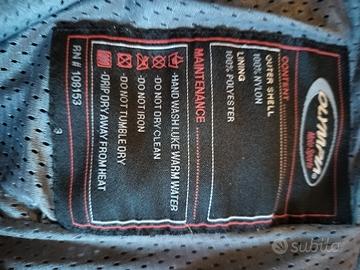 CONTENT
OUTER SHELL
100% NYLON
LINING
100% POLYESTER
MAINTENANCE
-HAND WASH LUKE WARM WATER
-DO NOT DRY CLEAN
-DO NOT IRON
-DO NOT TUMBLE DRY
-DRIP DRY AWAY FROM HEAT
RN # 108153
3
subito